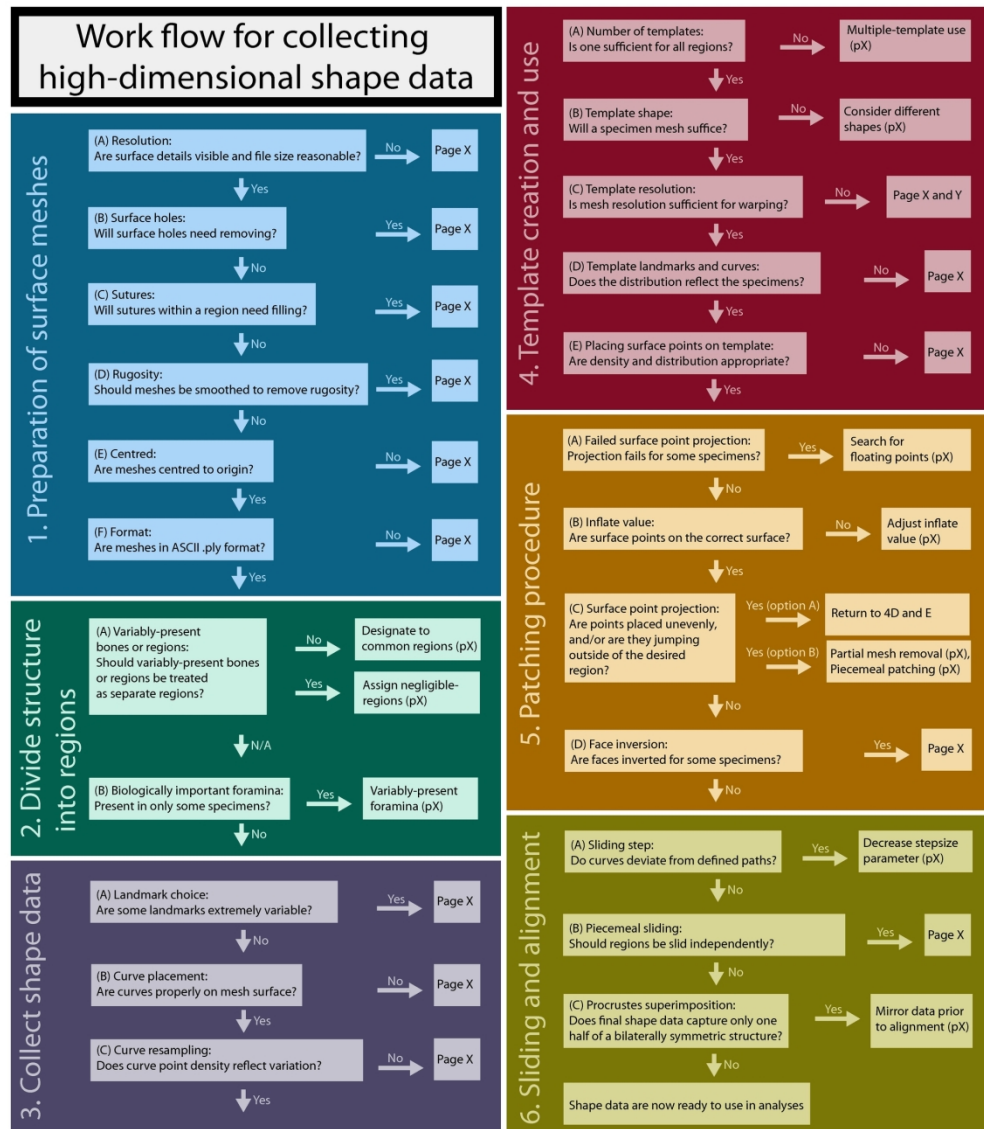 Work flow for collecting
high-dimensional shape data
1. Preparation of surface meshes
(A) Resolution:
Are surface details visible and file size reasonable?
No
Page X
Yes
(B) Surface holes:
Will surface holes need removing?
Yes
Page X
No
(C) Sutures:
Will sutures within a region need filling?
Yes
Page X
No
(D) Rugosity:
Should meshes be smoothed to remove rugosity?
Yes
Page X
No
(E) Centred:
Are meshes centred to origin?
No
Page X
Yes
(F) Format:
Are meshes in ASCII .ply format?
No
Page X
Yes
2. Divide structure
into regions
(A) Variably-present
bones or regions:
Should variably-present bones
or regions be treated
as separate regions?
No
Designate to
common regions (pX)
Yes
Assign negligible-
regions (pX)
N/A
(B) Biologically important foramina:
Present in only some specimens?
Yes
Variably-present
foramina (pX)
No
3. Collect shape data
(A) Landmark choice:
Are some landmarks extremely variable?
Yes
Page X
No
(B) Curve placement:
Are curves properly on mesh surface?
No
Page X
Yes
(C) Curve resampling:
Does curve point density reflect variation?
No
Page X
Yes
4. Template creation and use
(A) Number of templates:
Is one sufficient for all regions?
No
Multiple-template use
(pX)
Yes
(B) Template shape:
Will a specimen mesh suffice?
No
Consider different
shapes (pX)
Yes
(C) Template resolution:
Is mesh resolution sufficient for warping?
No
Page X and Y
Yes
(D) Template landmarks and curves:
Does the distribution reflect the specimens?
No
Page X
Yes
(E) Placing surface points on template:
Are density and distribution appropriate?
No
Page X
Yes
5. Patching procedure
(A) Failed surface point projection:
Projection fails for some specimens?
Yes
Search for
floating points (pX)
No
(B) Inflate value:
Are surface points on the correct surface?
No
Adjust inflate
value (pX)
Yes
(C) Surface point projection:
Are points placed unevenly,
and/or are they jumping
outside of the desired
region?
Yes (option A)
Return to 4D and E
Yes (option B)
Partial mesh removal (pX),
Piecemeal patching (pX)
No
(D) Face inversion:
Are faces inverted for some specimens?
Yes
Page X
No
6. Sliding and alignment
(A) Sliding step:
Do curves deviate from defined paths?
Yes
Decrease stepsize
parameter (pX)
No
(B) Piecemeal sliding:
Should regions be slid independently?
Yes
Page X
No
(C) Procrustes superimposition:
Does final shape data capture only one
half of a bilaterally symmetric structure?
Yes
Mirror data prior
to alignment (pX)
No
Shape data are now ready to use in analyses